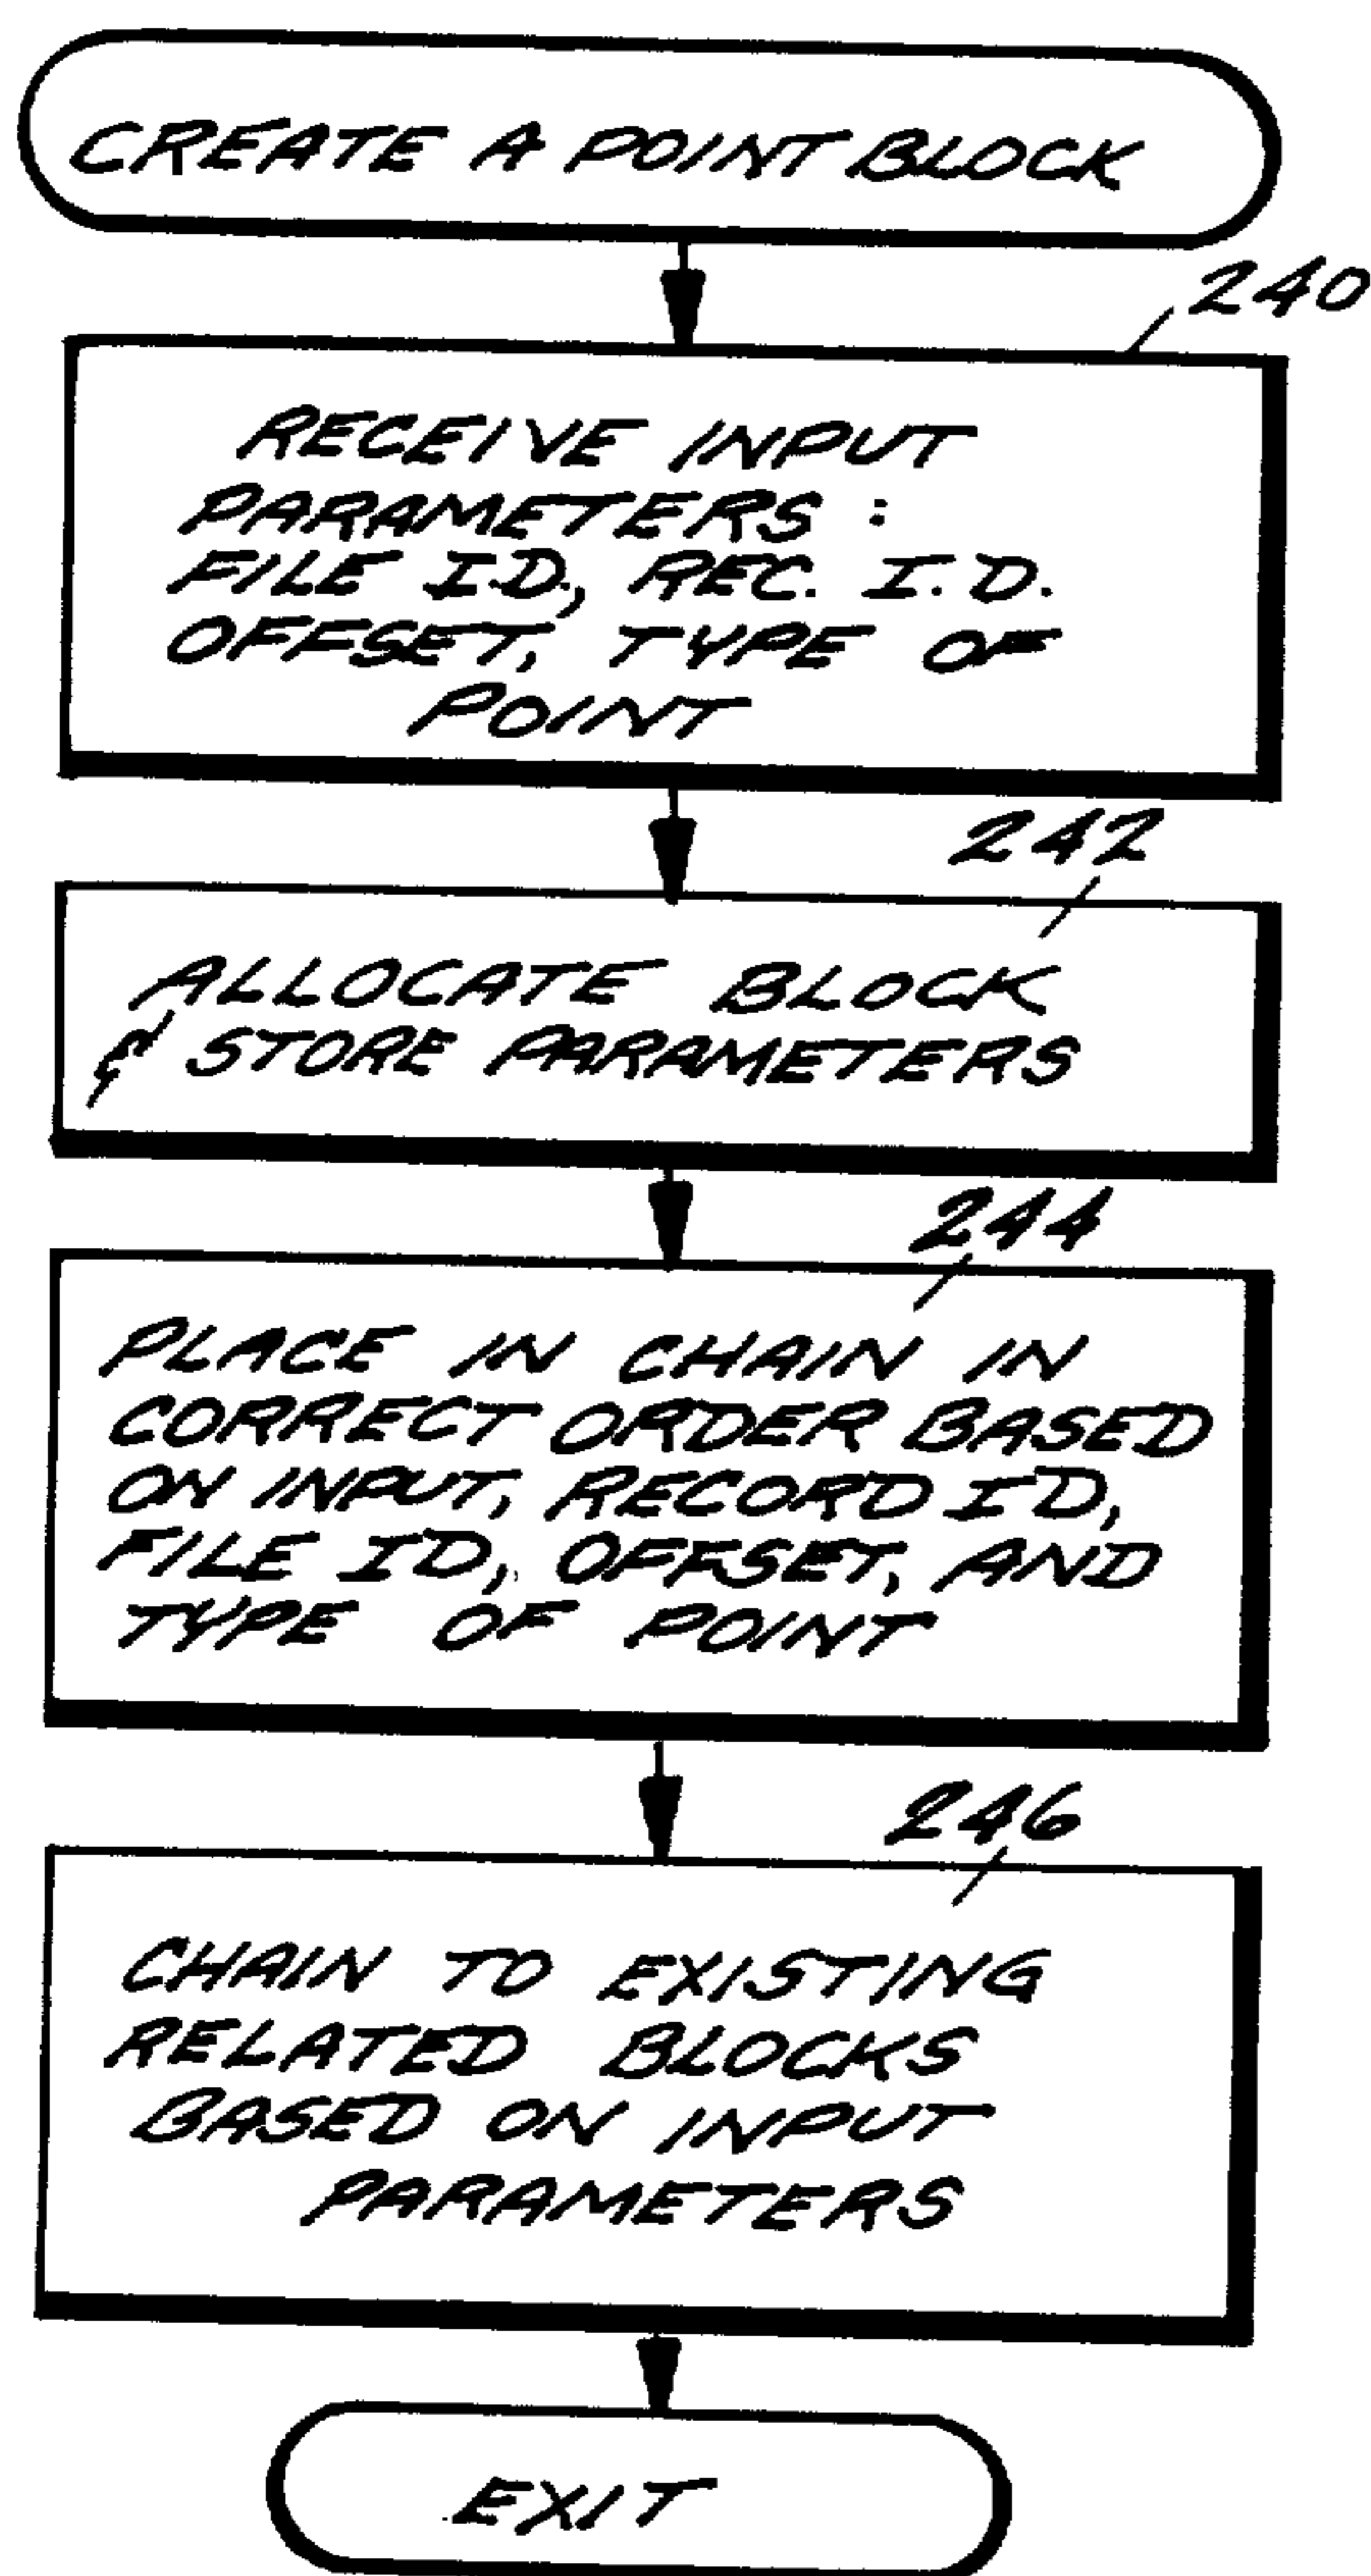 CREATE A POINT BLOCK
240
RECEIVE INPUT
PARAMETERS :
FILE I.D., REC. I.D.
OFFSET, TYPE OF
POINT
242
ALLOCATE BLOCK
& STORE PARAMETERS
244
PLACE IN CHAIN IN
CORRECT ORDER BASED
ON INPUT, RECORD ID,
FILE ID, OFFSET, AND
TYPE OF POINT
246
CHAIN TO EXISTING
RELATED BLOCKS
BASED ON INPUT
PARAMETERS
EXIT